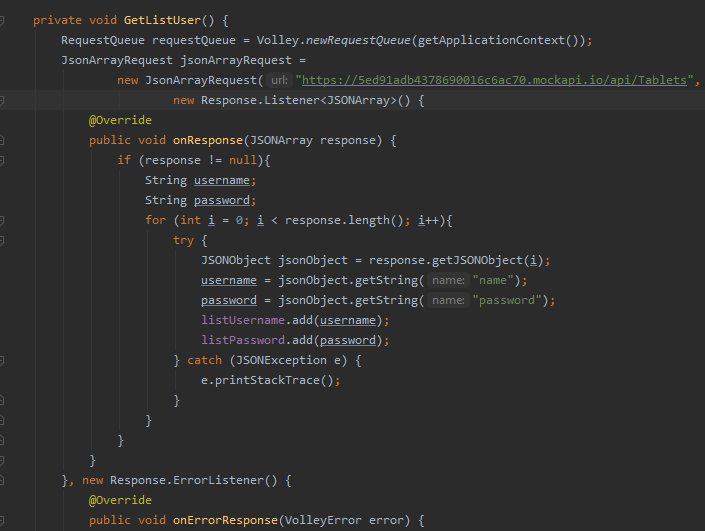 private void GetListUser() {
RequestQueue requestQueue = Volley.newRequestQueue(getApplicationContext());
JsonArrayRequest jsonArrayRequest =
new JsonArrayRequest( url: "https://5ed91adb4378690016c6ac70.mockapi.io/api/Tablets",
new Response.Listener<JSONArray>() {
@Override
public void onResponse(JSONArray response) {
if (response != null){
String username;
String password;
for (int i = 0; i < response.length(); i++){
try {
JSONObject jsonObject = response.getJSONObject(i);
username = jsonObject.getString( name: "name");
password = jsonObject.getString( name: "password");
listUsername.add(username);
listPassword.add(password);
} catch (JSONException e) {
e.printStackTrace();
}
}
}
}
}, new Response.ErrorListener() {
@Override
public void onErrorResponse(VolleyError error) {